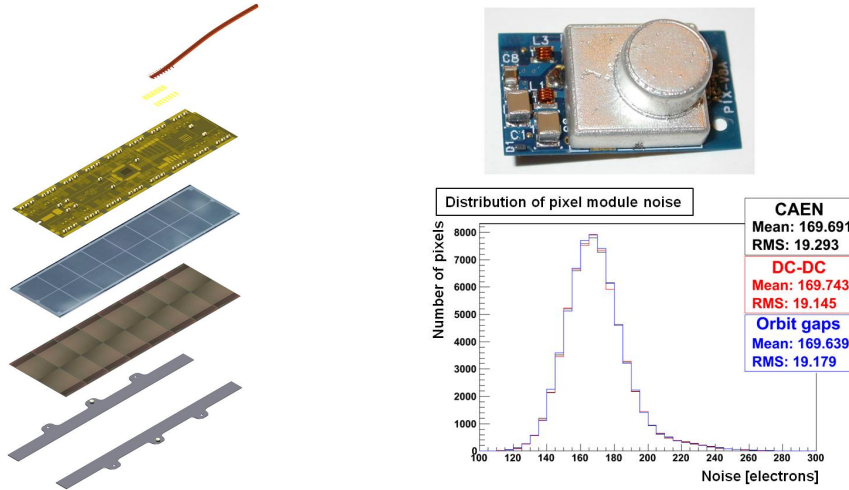 L3
C8
L1
C1
D1
PIX-V8A
Distribution of pixel module noise
CAEN
Mean: 169.691
RMS: 19.293
DC-DC
Mean: 169.743
RMS: 19.145
Orbit gaps
Mean: 169.639
RMS: 19.179
Number of pixels
8000
7000
6000
5000
4000
3000
2000
1000
0
100 120 140 160 180 200 220 240 260 280 300
Noise [electrons]